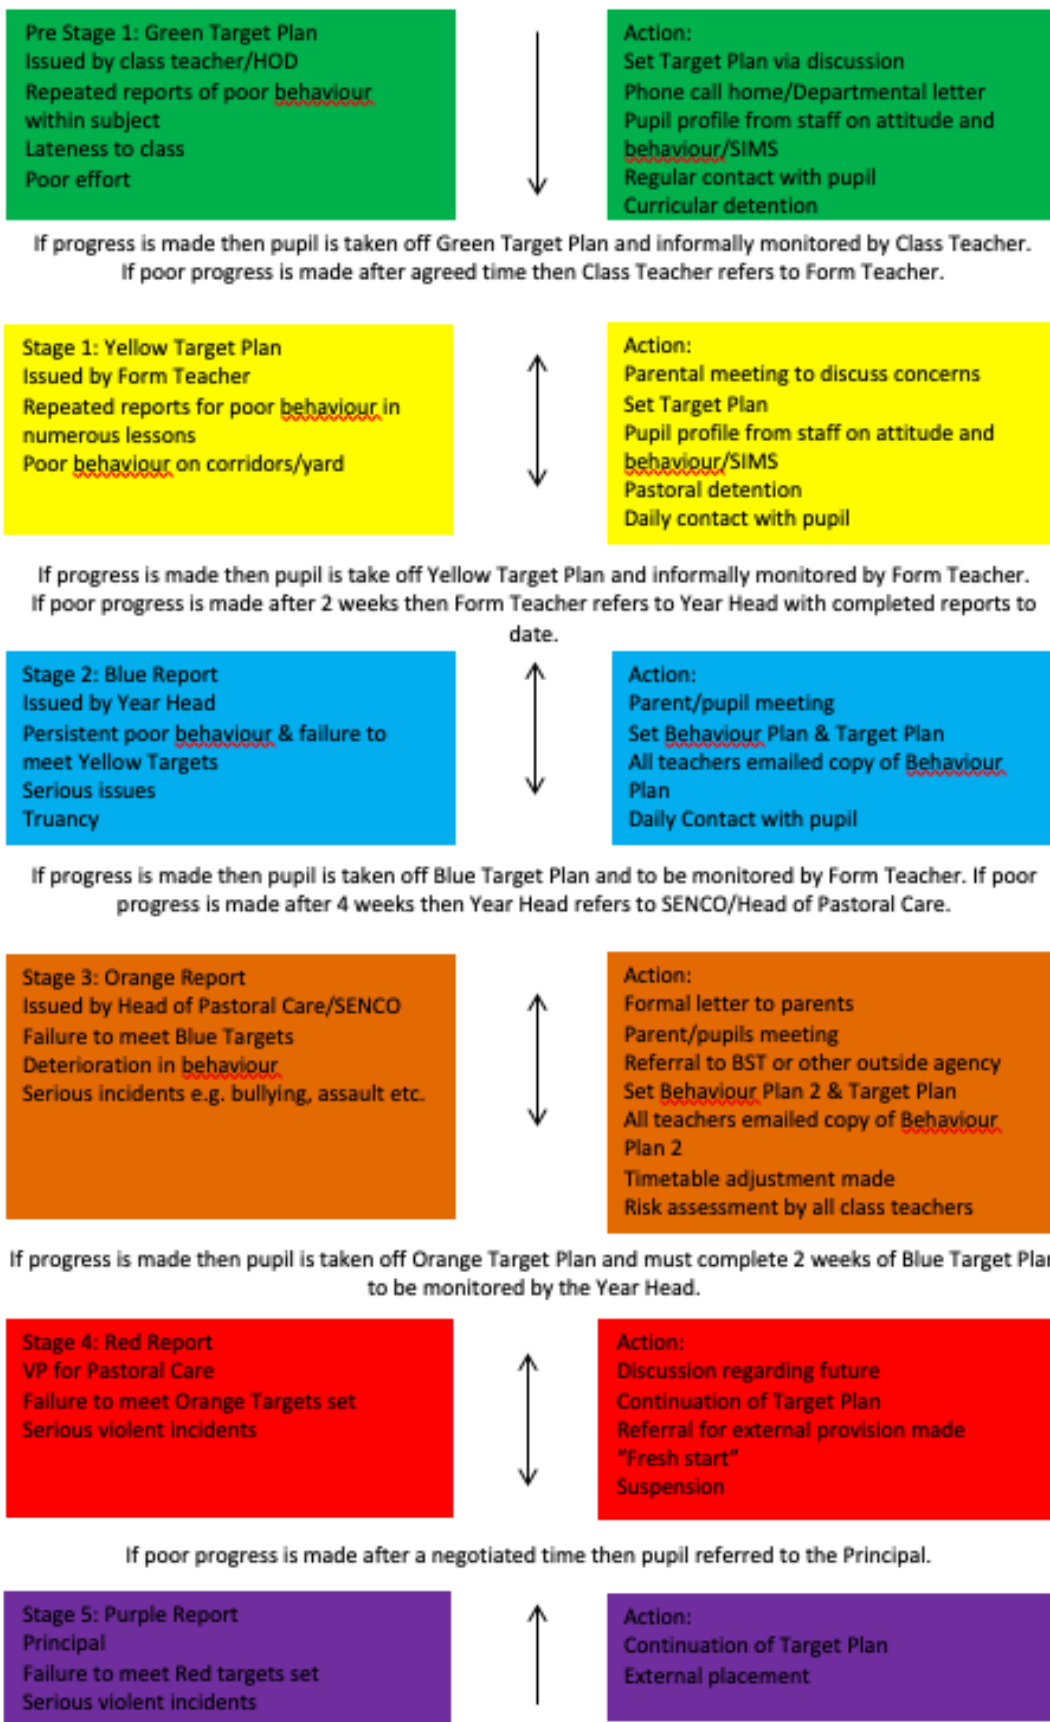 Pre Stage 1: Green Target Plan
Issued by class teacher/HOD
Repeated reports of poor behaviour
within subject
Lateness to class
Poor effort
Action:
Set Target Plan via discussion
Phone call home/Departmental letter
Pupil profile from staff on attitude and
behaviour/SIMS
Regular contact with pupil
Curricular detention
If progress is made then pupil is taken off Green Target Plan and informally monitored by Class Teacher.
If poor progress is made after agreed time then Class Teacher refers to Form Teacher.
Stage 1: Yellow Target Plan
Issued by Form Teacher
Repeated reports for poor behaviour in
numerous lessons
Poor behaviour on corridors/yard
Action:
Parental meeting to discuss concerns
Set Target Plan
Pupil profile from staff on attitude and
behaviour/SIMS
Pastoral detention
Daily contact with pupil
If progress is made then pupil is take off Yellow Target Plan and informally monitored by Form Teacher.
If poor progress is made after 2 weeks then Form Teacher refers to Year Head with completed reports to
date.
Stage 2: Blue Report
Issued by Year Head
Persistent poor behaviour & failure to
meet Yellow Targets
Serious issues
Truancy
Action:
Parent/pupil meeting
Set Behaviour Plan & Target Plan
All teachers emailed copy of Behaviour
Plan
Daily Contact with pupil
If progress is made then pupil is taken off Blue Target Plan and to be monitored by Form Teacher. If poor
progress is made after 4 weeks then Year Head refers to SENCO/Head of Pastoral Care.
Stage 3: Orange Report
Issued by Head of Pastoral Care/SENCO
Failure to meet Blue Targets
Deterioration in behaviour
Serious incidents e.g. bullying, assault etc.
Action:
Formal letter to parents
Parent/pupils meeting
Referral to BST or other outside agency
Set Behaviour Plan 2 & Target Plan
All teachers emailed copy of Behaviour
Plan 2
Timetable adjustment made
Risk assessment by all class teachers
If progress is made then pupil is taken off Orange Target Plan and must complete 2 weeks of Blue Target Plan
to be monitored by the Year Head.
Stage 4: Red Report
VP for Pastoral Care
Failure to meet Orange Targets set
Serious violent incidents
Action:
Discussion regarding future
Continuation of Target Plan
Referral for external provision made
“Fresh start”
Suspension
If poor progress is made after a negotiated time then pupil referred to the Principal.
Stage 5: Purple Report
Principal
Failure to meet Red targets set
Serious violent incidents
Action:
Continuation of Target Plan
External placement